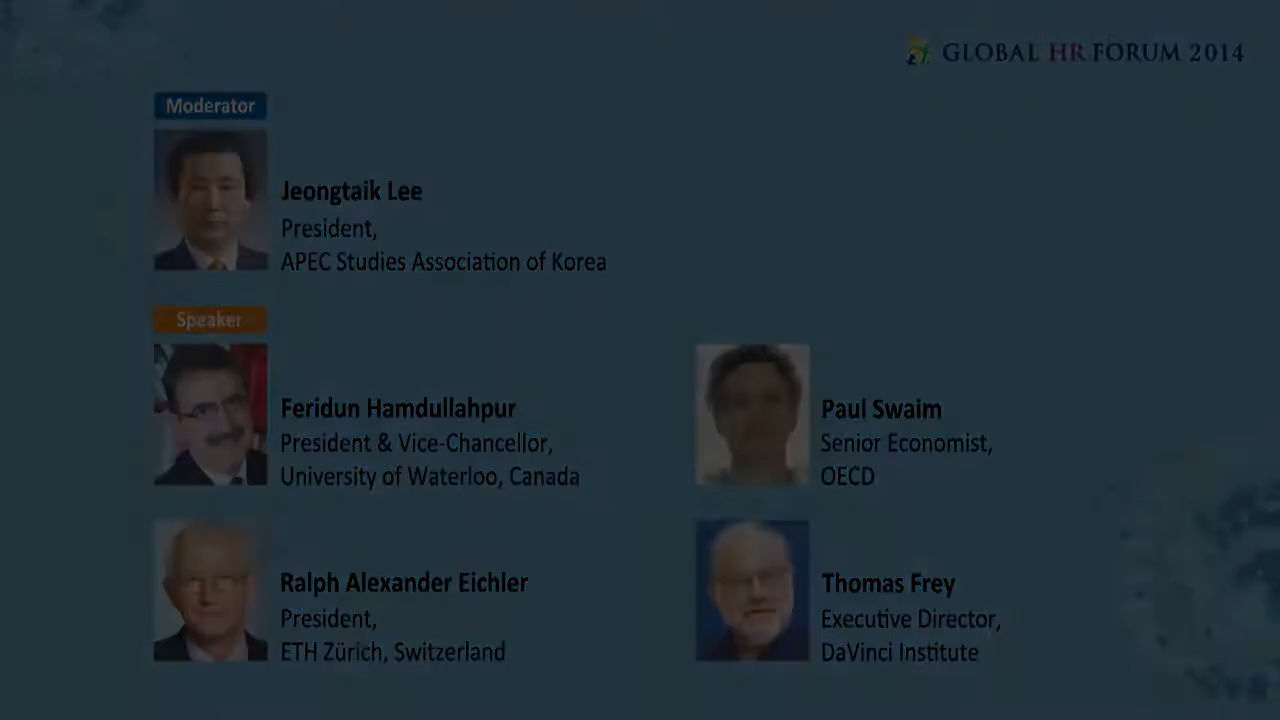 GLOBAL HR FORUM 2014
Moderator
Jeongtaik Lee
President,
APEC Studies Association of Korea
Speaker
Feridun Hamdullahpur
President & Vice-Chancellor,
University of Waterloo, Canada
Paul Swaim
Senior Economist,
OECD
Ralph Alexander Eichler
President,
ETH Zürich, Switzerland
Thomas Frey
Executive Director,
DaVinci Institute